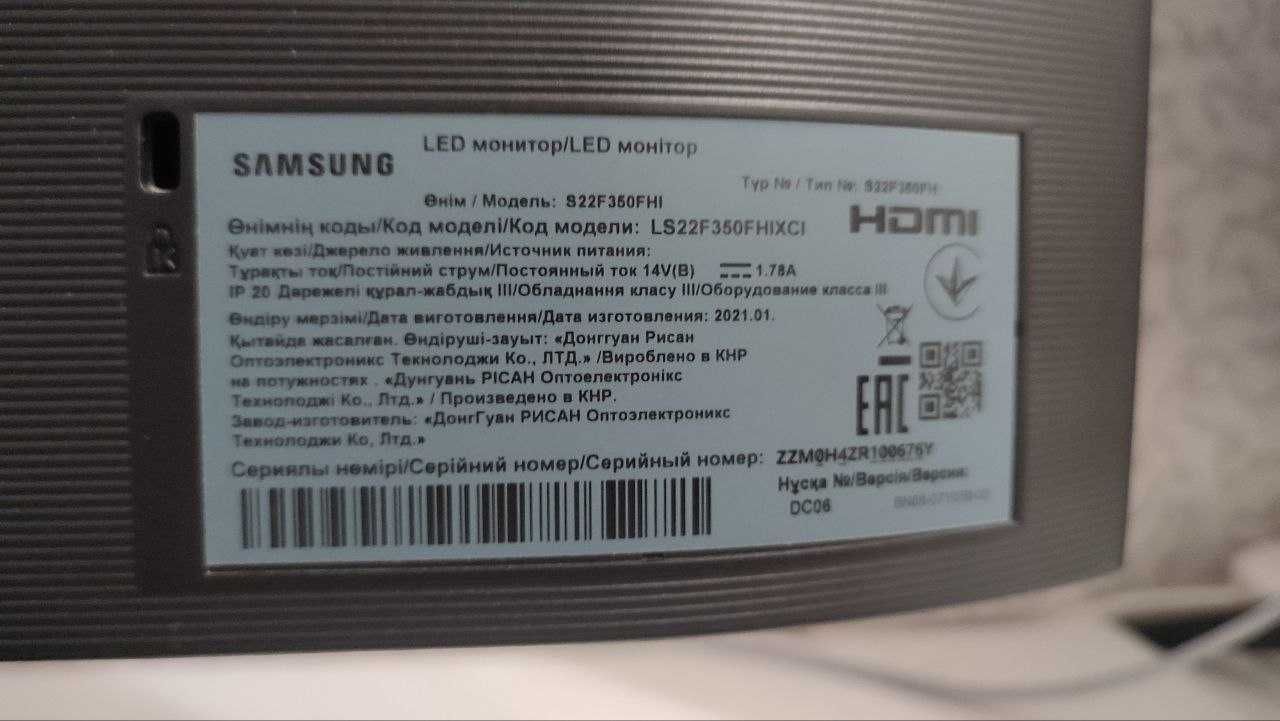 SAMSUNG
LED монитор/LED монітор
Өнім / Модель: S22F350FHI
Тур № / Тип №: S22F350FH
HDMI
Өнімнің коды/Код моделі/Код модели: LS22F350FHIXCI
Қуат көзі/Джерело живлення/Источник питания:
Тұрақты ток/Постійний струм/Постоянный ток 14V(B) 1.78A
IP 20 Дәрежелі құрал-жабдық III/Обладнання класу III/Оборудование класса III
Өндіру мерзімі/Дата виготовлення/Дата изготовления: 2021.01.
Қытайда жасалған. Өндіруші-зауыт: «Донггуан Рисан
Оптоэлектроникс Текнолоджи Ко., ЛТД.» /Вироблено в КНР
на потужностях . «Дунгуань РІСАН Оптоелектронікс
Технолоджі Ко., Лтд.» / Произведено в КНР.
Завод-изготовитель: «ДонгГуан РИСАН Оптоэлектроникс
Технолоджи Ко, Лтд.»
EAC
Сериялы немірі/Серійний номер/Серийный номер: ZZM0H4ZR100676Y
Нұсқа №/Версія/Версия:
DC06